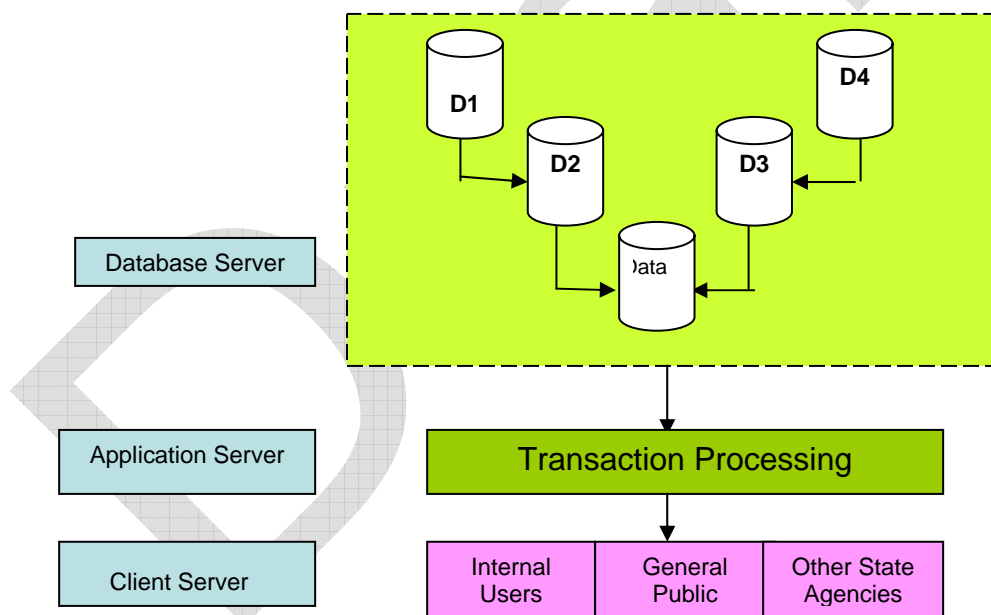 D1
D4
D2
D3
Data
Database Server
Application Server
Transaction Processing
Client Server
Internal
Users
General
Public
Other State
Agencies